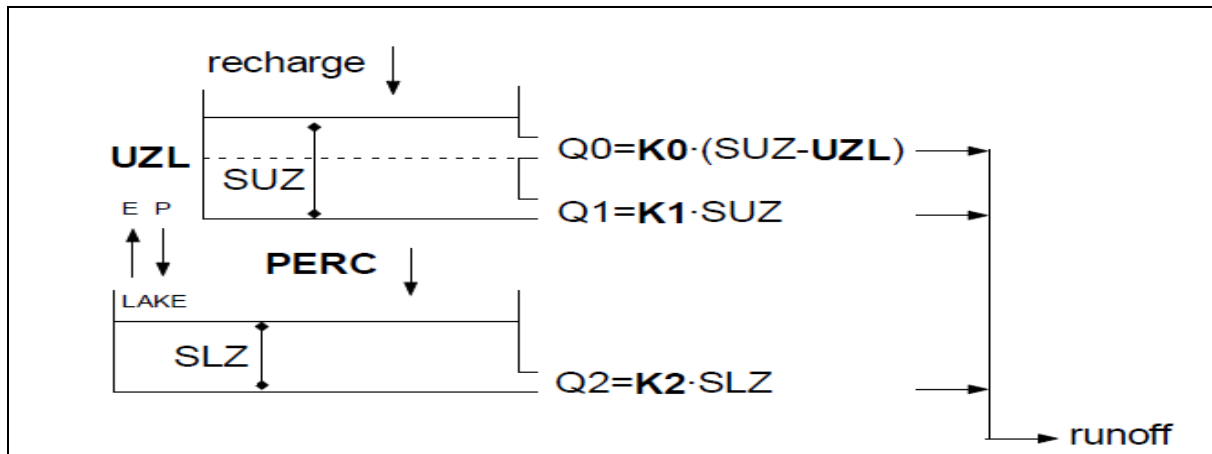 recharge
Q0=K0·(SUZ-UZL)
UZL
SUZ
E P
Q1=K1·SUZ
PERC
LAKE
SLZ
Q2=K2·SLZ
runoff